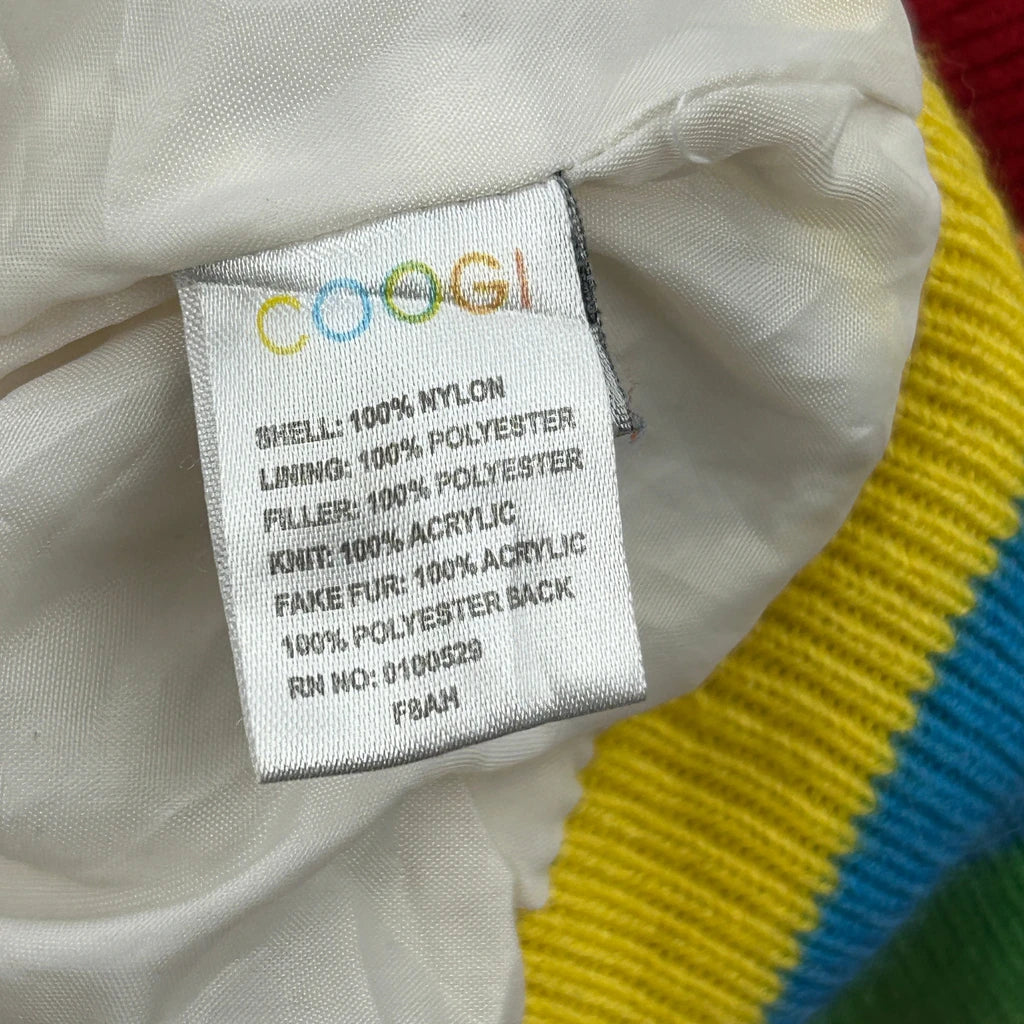 COOGI
SHELL: 100% NYLON
LINING: 100% POLYESTER
FILLER: 100% POLYESTER
KNIT: 100% ACRYLIC
FAKE FUR: 100% ACRYLIC
100% POLYESTER BACK
RN NO: 0100529
F8AH